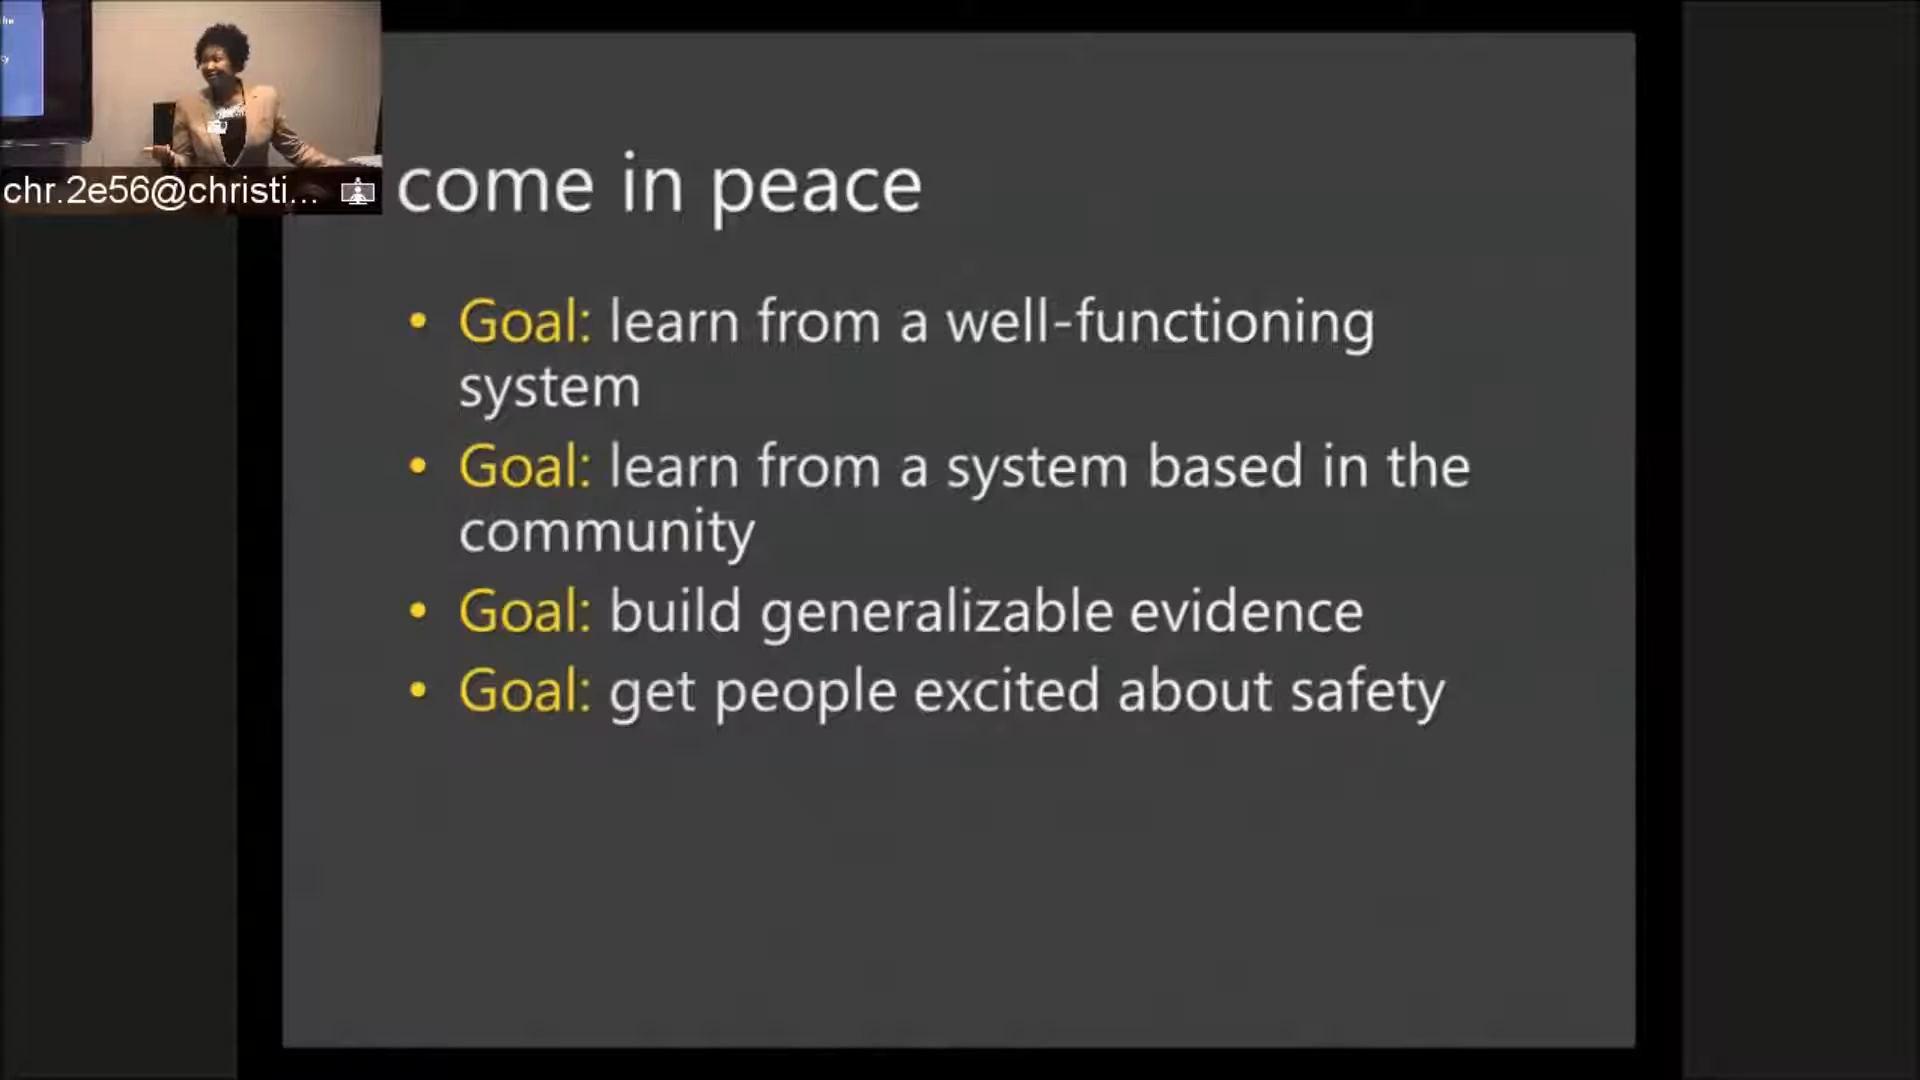 chr.2e56@christi...
come in peace
• Goal: learn from a well-functioning
system
• Goal: learn from a system based in the
community
• Goal: build generalizable evidence
• Goal: get people excited about safety